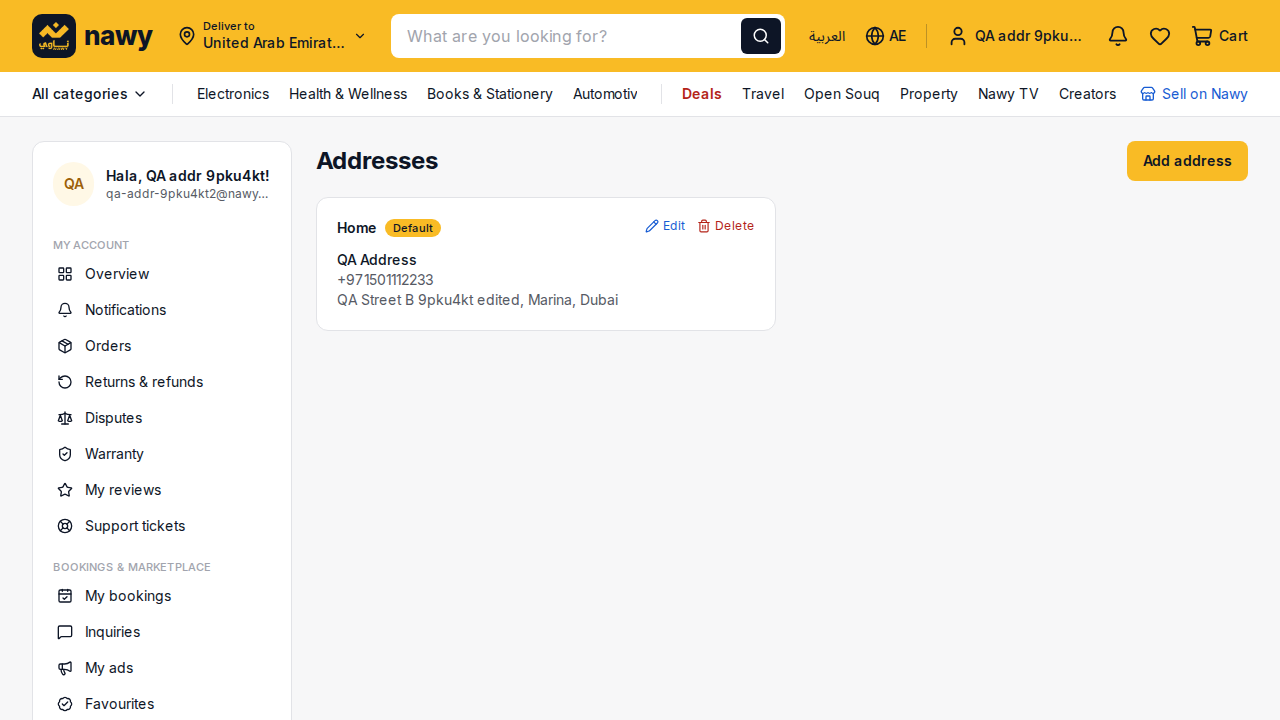 ناوي
NAWY
nawy
Deliver to
United Arab Emirat...
What are you looking for?
العربية
AE
QA addr 9pku...
Cart
All categories
Electronics
Health & Wellness
Books & Stationery
Automotiv
Deals
Travel
Open Souq
Property
Nawy TV
Creators
Sell on Nawy
QA
Hala, QA addr 9pku4kt!
qa-addr-9pku4kt2@nawy...
MY ACCOUNT
Overview
Notifications
Orders
Returns & refunds
Disputes
Warranty
My reviews
Support tickets
BOOKINGS & MARKETPLACE
My bookings
Inquiries
My ads
Favourites
Addresses
Add address
Home
Default
Edit
Delete
QA Address
+971501112233
QA Street B 9pku4kt edited, Marina, Dubai